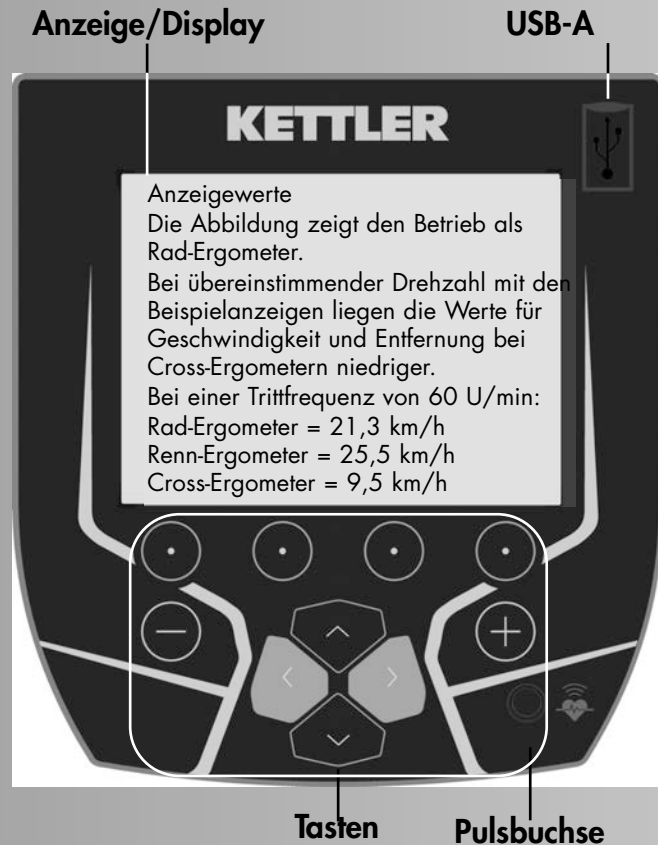 Anzeige/Display
USB-A
KETTLER
Anzeigewerte
Die Abbildung zeigt den Betrieb als
Rad-Ergometer.
Bei übereinstimmender Drehzahl mit den
Beispielanzeigen liegen die Werte für
Geschwindigkeit und Entfernung bei
Cross-Ergometern niedriger.
Bei einer Trittfrequenz von 60 U/min:
Rad-Ergometer = 21,3 km/h
Renn-Ergometer = 25,5 km/h
Cross-Ergometer = 9,5 km/h
Tasten
Pulsbuchse